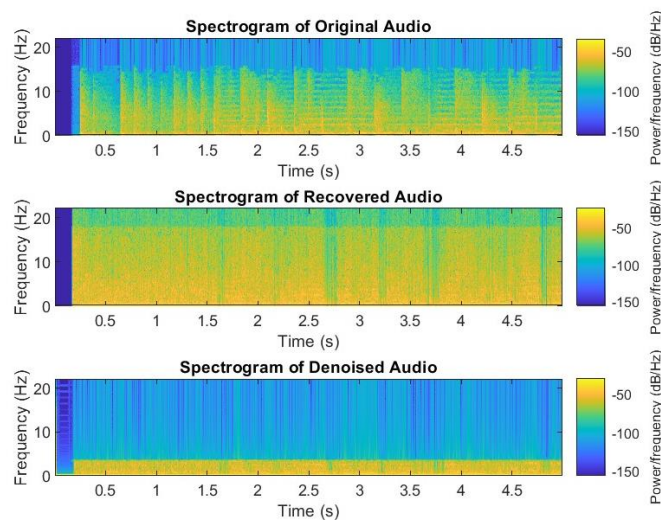 Spectrogram of Original Audio
Frequency (Hz)
20
10
0
0.5 1 1.5 2 2.5 3 3.5 4 4.5
Time (s)
-50
-100
-150
Power/frequency (dB/Hz)
Spectrogram of Recovered Audio
Frequency (Hz)
20
10
0
0.5 1 1.5 2 2.5 3 3.5 4 4.5
Time (s)
-50
-100
-150
Power/frequency (dB/Hz)
Spectrogram of Denoised Audio
Frequency (Hz)
20
10
0
0.5 1 1.5 2 2.5 3 3.5 4 4.5
Time (s)
-50
-100
-150
Power/frequency (dB/Hz)